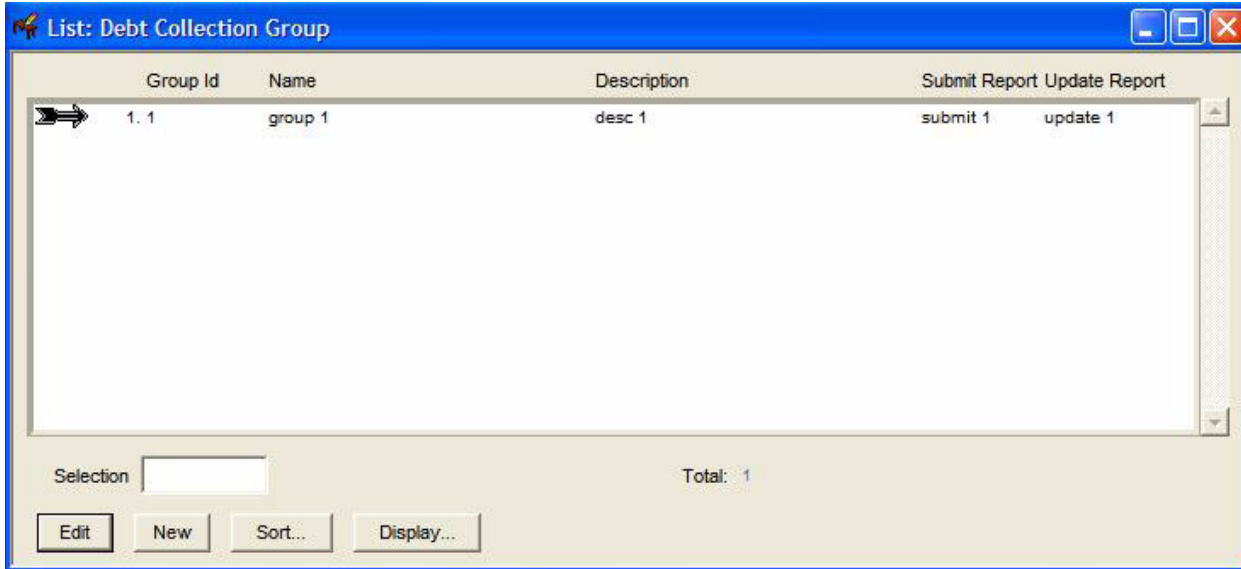 List: Debt Collection Group
Group Id Name Description Submit Report Update Report
1. 1 group 1 desc 1 submit 1 update 1
Selection Total: 1
Edit New Sort... Display...